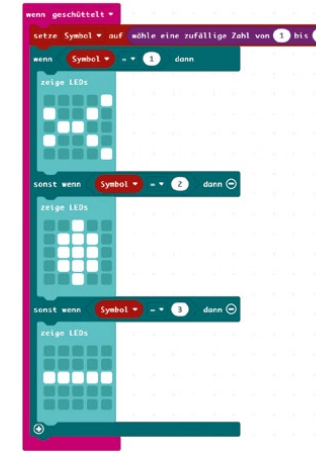 wenn geschüttelt
setze Symbol auf wähle eine zufällige Zahl von 1 bis
wenn Symbol = 1 dann
zeige LEDs
sonst wenn Symbol = 2 dann
zeige LEDs
sonst wenn Symbol = 3 dann
zeige LEDs